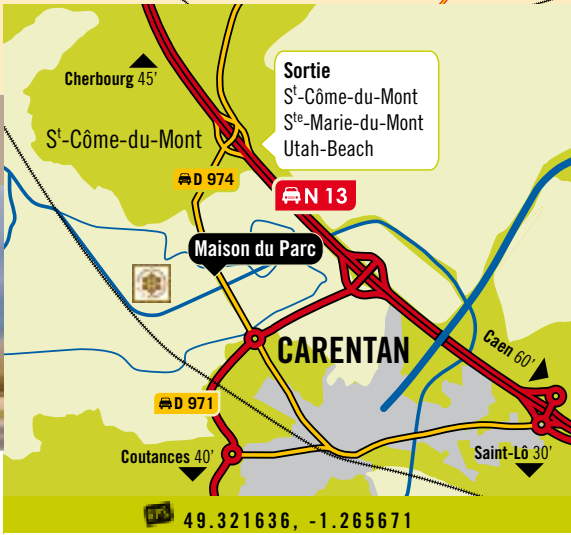 Cherbourg 45'
Sortie
St-Côme-du-Mont
Ste-Marie-du-Mont
Utah-Beach
St-Côme-du-Mont
D 974
N 13
Maison du Parc
CARENTAN
Caen 60'
D 971
Coutances 40'
Saint-Lô 30'
49.321636, -1.265671